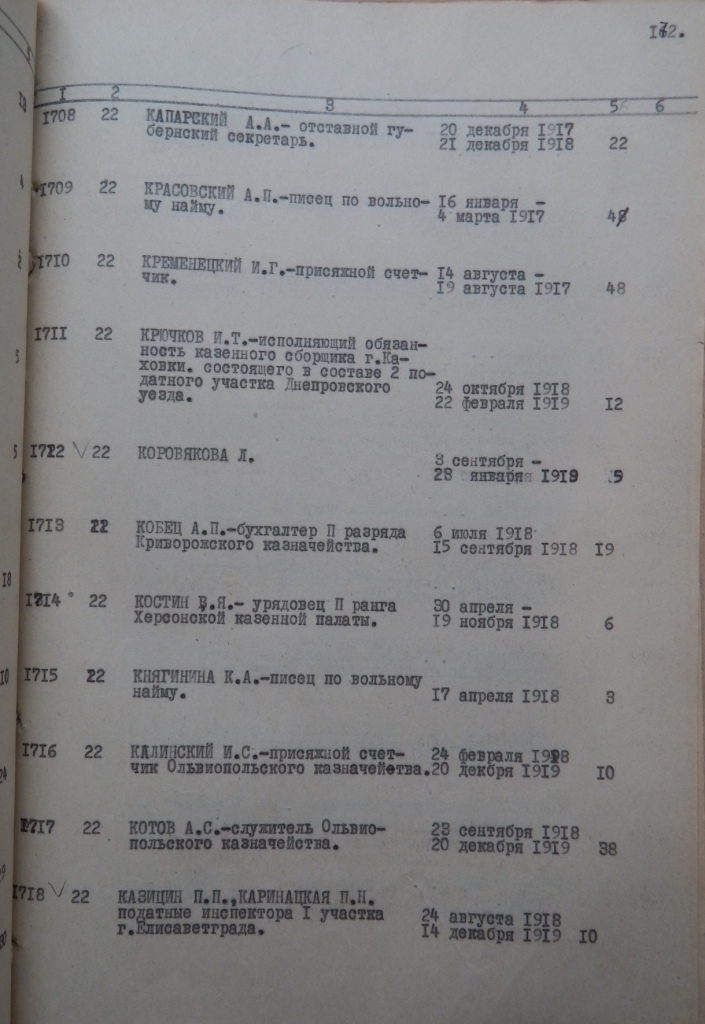 172.
1 2 3 4 5 6
1708 22 КАПАРСКИЙ А.А.- отставной гу- 20 декабря 1917
бернский секретарь. 21 декабря 1918 22
1709 22 КРАСОВСКИЙ А.П.-писец по вольно- 16 января -
му найму. 4 марта 1917
1710 22 КРЕМЕНЕЦКИЙ И.Г.-присяжной счет- 14 августа -
чик. 19 августа 1917 48
1711 22 КРЮЧКОВ И.Т.-исполняющий обязан-
ность казенного сборщика г.Ка-
ховки. состоящего в составе 2 по-
датного участка Днепровского 24 октября 1918
уезда. 22 февраля 1919 12
1712 22 КОРОВЯКОВА Л. 3 сентября -
28 января 1919 5
1713 22 КОБЕЦ А.П.-бухгалтер П разряда 6 июля 1918
Криворожского казначейства. 15 сентября 1918 19
1714 22 КОСТИН В.Я.- урядовец П ранга 30 апреля -
Херсонской казенной палаты. 19 ноября 1918 6
1715 22 КНЯГИНИНА К.А.-писец по вольному
найму. 17 апреля 1918 3
1716 22 КАЛИНСКИЙ И.С.-присяжной счет- 24 февраля 1918
чик Ольвиопольского казначейетва. 20 декбря 1919 10
1717 22 КОТОВ А.С.-служитель Ольвио- 23 сентября 1918
польского казначейства. 20 декабря 1919 38
1718 22 КАЗИЦИН П.П.,КАРИНАЦКАЯ П.Н.
податные инспектора I участка 24 августа 1918
г.Елисаветграда. 14 декабря 1919 10